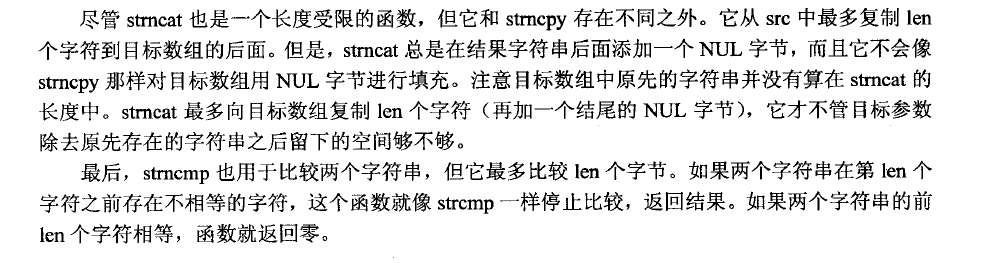 尽管 strncat 也是一个长度受限的函数，但它和 strncpy 存在不同之外。它从 src 中最多复制 len
个字符到目标数组的后面。但是，strncat 总是在结果字符串后面添加一个 NUL 字节，而且它不会像
strncpy 那样对目标数组用 NUL 字节进行填充。注意目标数组中原先的字符串并没有算在 strncat 的
长度中。strncat 最多向目标数组复制 len 个字符（再加一个结尾的 NUL 字节），它才不管目标参数
除去原先存在的字符串之后留下的空间够不够。
最后，strncmp 也用于比较两个字符串，但它最多比较 len 个字节。如果两个字符串在第 len 个
字符之前存在不相等的字符，这个函数就像 strcmp 一样停止比较，返回结果。如果两个字符串的前
len 个字符相等，函数就返回零。